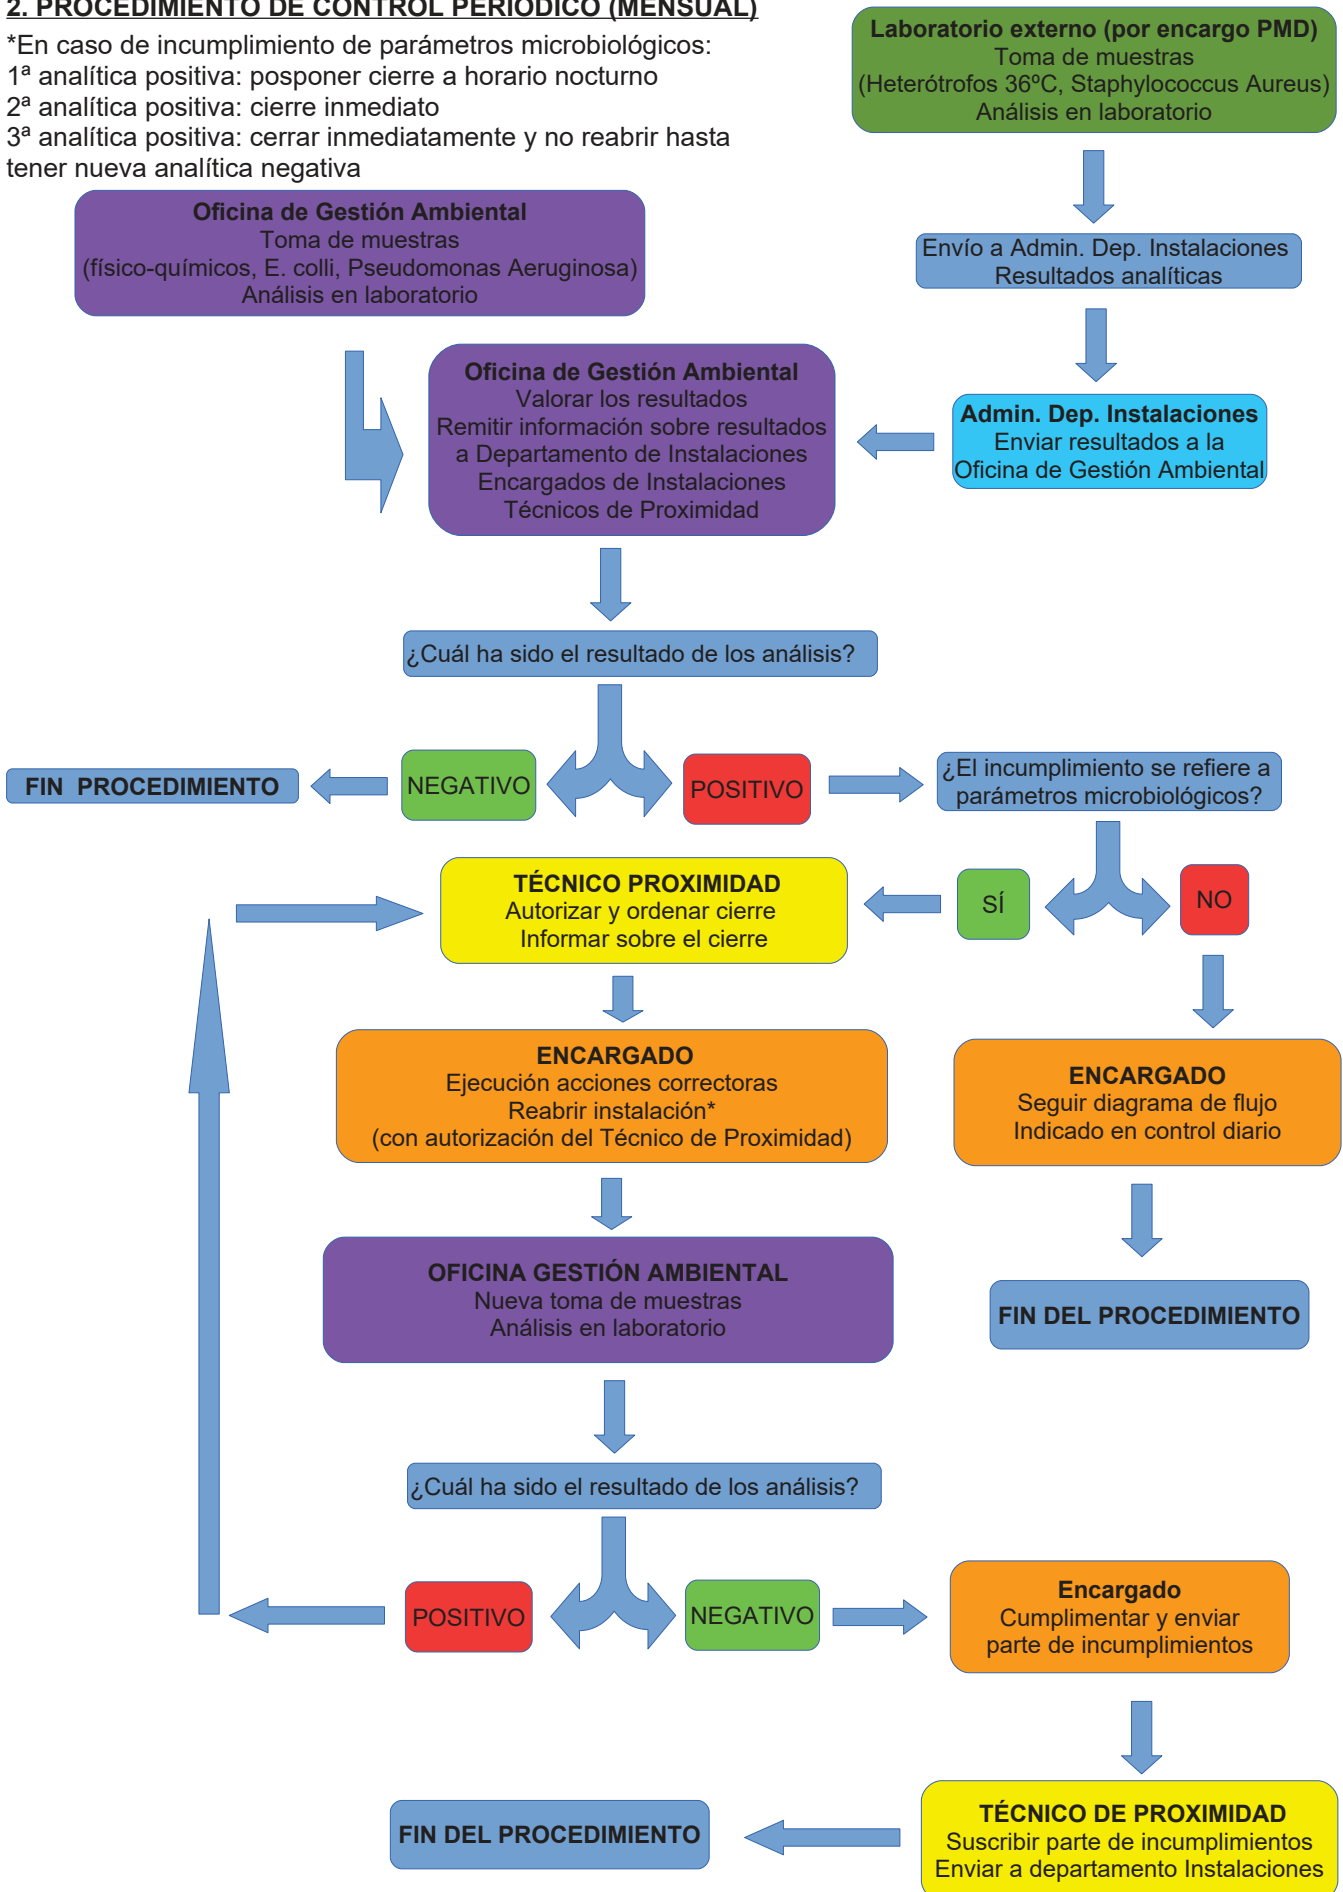 2. PROCEDIMIENTO DE CONTROL PERIÓDICO (MENSUAL)
*En caso de incumplimiento de parámetros microbiológicos:
1ª analítica positiva: posponer cierre a horario nocturno
2ª analítica positiva: cierre inmediato
3ª analítica positiva: cerrar inmediatamente y no reabrir hasta
tener nueva analítica negativa
Laboratorio externo (por encargo PMD)
Toma de muestras
(Heterótrofos 36ºC, Staphylococcus Aureus)
Análisis en laboratorio
Oficina de Gestión Ambiental
Toma de muestras
(físico-químicos, E. colli, Pseudomonas Aeruginosa)
Análisis en laboratorio
Envío a Admin. Dep. Instalaciones
Resultados analíticas
Oficina de Gestión Ambiental
Valorar los resultados
Remitir información sobre resultados
a Departamento de Instalaciones
Encargados de Instalaciones
Técnicos de Proximidad
Admin. Dep. Instalaciones
Enviar resultados a la
Oficina de Gestión Ambiental
¿Cuál ha sido el resultado de los análisis?
FIN PROCEDIMIENTO
NEGATIVO
POSITIVO
¿El incumplimiento se refiere a
parámetros microbiológicos?
TÉCNICO PROXIMIDAD
Autorizar y ordenar cierre
Informar sobre el cierre
SÍ
NO
ENCARGADO
Ejecución acciones correctoras
Reabrir instalación*
(con autorización del Técnico de Proximidad)
ENCARGADO
Seguir diagrama de flujo
Indicado en control diario
OFICINA GESTIÓN AMBIENTAL
Nueva toma de muestras
Análisis en laboratorio
FIN DEL PROCEDIMIENTO
¿Cuál ha sido el resultado de los análisis?
POSITIVO
NEGATIVO
Encargado
Cumplimentar y enviar
parte de incumplimientos
FIN DEL PROCEDIMIENTO
TÉCNICO DE PROXIMIDAD
Suscribir parte de incumplimientos
Enviar a departamento Instalaciones